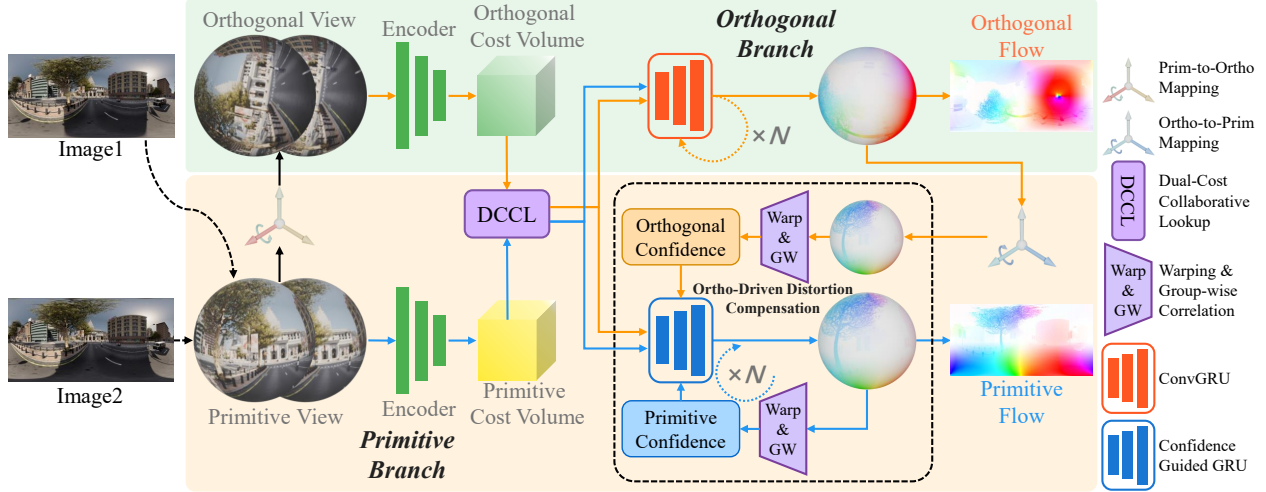 Orthogonal View
Encoder
Orthogonal
Cost Volume
Orthogonal
Branch
Orthogonal
Flow
Image1
×N
Prim-to-Ortho
Mapping
Ortho-to-Prim
Mapping
DCCL
Dual-Cost
Collaborative
Lookup
DCCL
Orthogonal
Confidence
Warp
&
GW
Ortho-Driven Distortion
Compensation
Warp
&
GW
Warping &
Group-wise
Correlation
Image2
Primitive View
Encoder
Primitive
Cost Volume
Primitive
Branch
×N
Primitive
Confidence
Warp
&
GW
Primitive
Flow
ConvGRU
Confidence
Guided GRU